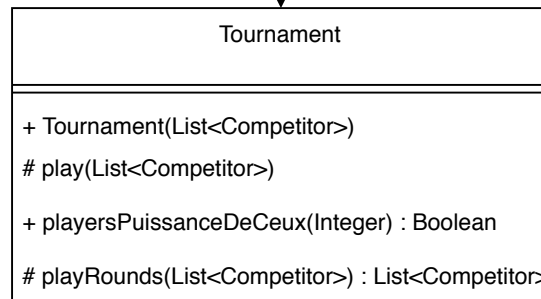 Tournament
+ Tournament(List<Competitor>)
# play(List<Competitor>)
+ playersPuissanceDeCeux(Integer) : Boolean
# playRounds(List<Competitor>) : List<Competitor>